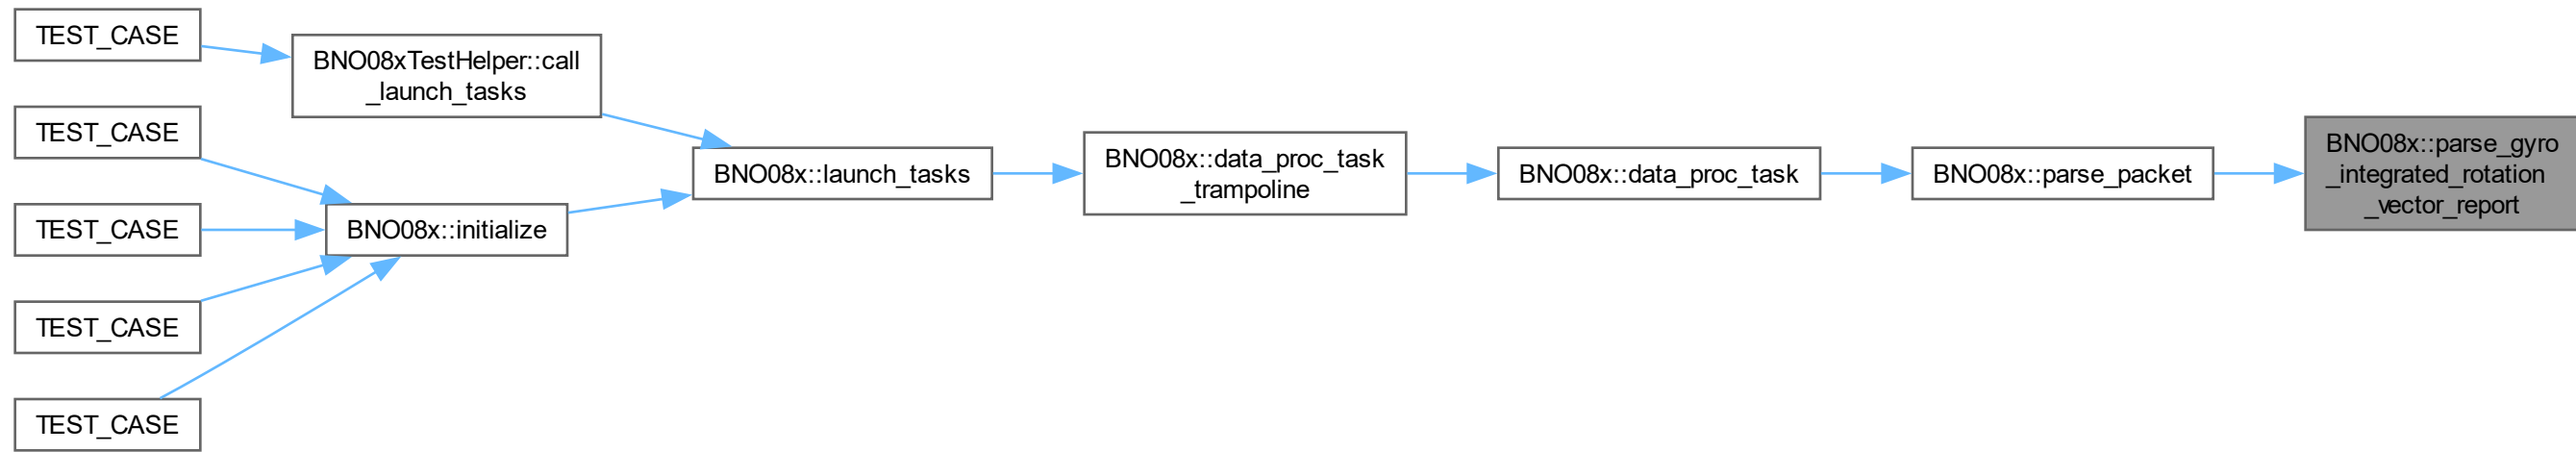 TEST_CASE
BNO08xTestHelper::call
_launch_tasks
TEST_CASE
BNO08x::launch_tasks
BNO08x::data_proc_task
_trampoline
BNO08x::data_proc_task
BNO08x::parse_packet
BNO08x::parse_gyro
_integrated_rotation
_vector_report
TEST_CASE
BNO08x::initialize
TEST_CASE
TEST_CASE